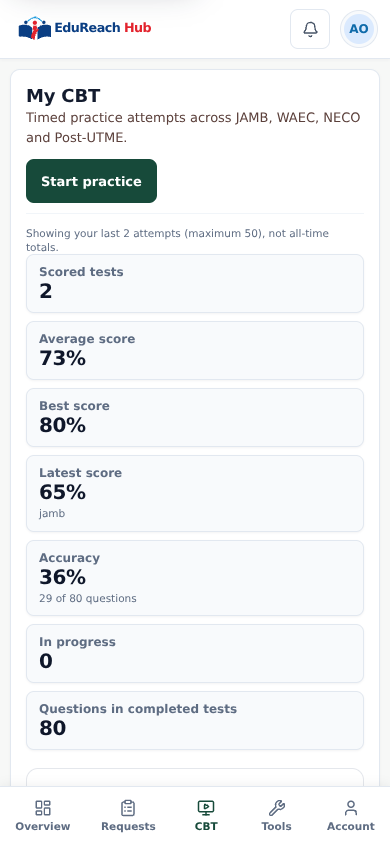 EduReach Hub
AO
My CBT
Timed practice attempts across JAMB, WAEC, NECO
and Post-UTME.
Start practice
Showing your last 2 attempts (maximum 50), not all-time
totals.
Scored tests
2
Average score
73%
Best score
80%
Latest score
65%
jamb
Accuracy
36%
29 of 80 questions
In progress
0
Questions in completed tests
80
Overview
Requests
CBT
Tools
Account